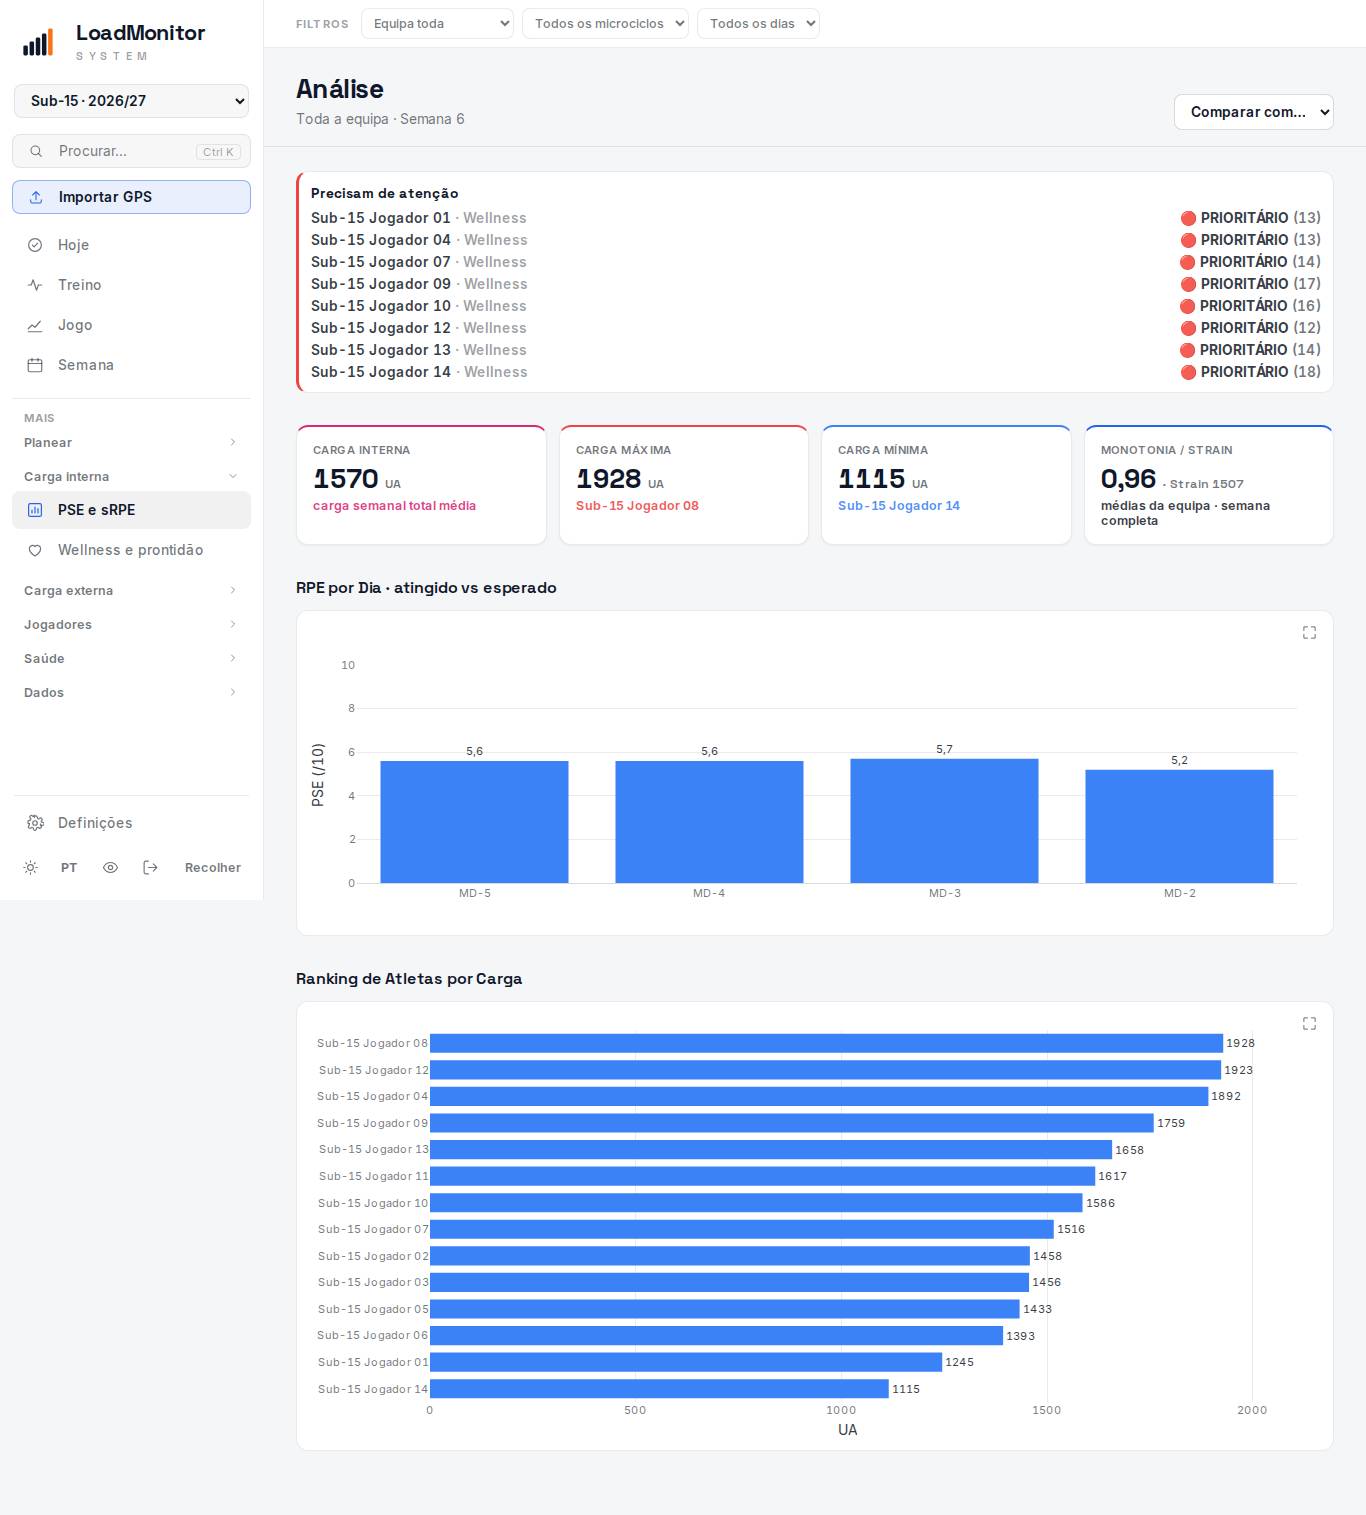 LoadMonitor
SYSTEM
Sub-15 · 2026/27
Procurar... Ctrl K
Importar GPS
Hoje
Treino
Jogo
Semana
MAIS
Planear
Carga interna
PSE e sRPE
Wellness e prontidão
Carga externa
Jogadores
Saúde
Dados
Definições
PT Recolher
FILTROS Equipa toda Todos os microciclos Todos os dias
Análise
Toda a equipa · Semana 6
Comparar com...
Precisam de atenção
Sub-15 Jogador 01 · Wellness PRIORITÁRIO (13)
Sub-15 Jogador 04 · Wellness PRIORITÁRIO (13)
Sub-15 Jogador 07 · Wellness PRIORITÁRIO (14)
Sub-15 Jogador 09 · Wellness PRIORITÁRIO (17)
Sub-15 Jogador 10 · Wellness PRIORITÁRIO (16)
Sub-15 Jogador 12 · Wellness PRIORITÁRIO (12)
Sub-15 Jogador 13 · Wellness PRIORITÁRIO (14)
Sub-15 Jogador 14 · Wellness PRIORITÁRIO (18)
CARGA INTERNA
1570 UA
carga semanal total média
CARGA MÁXIMA
1928 UA
Sub-15 Jogador 08
CARGA MÍNIMA
1115 UA
Sub-15 Jogador 14
MONOTONIA / STRAIN
0,96 · Strain 1507
médias da equipa · semana
completa
RPE por Dia · atingido vs esperado
PSE (/10)
10
8
6
4
2
0
5,6 5,6 5,7 5,2
MD-5 MD-4 MD-3 MD-2
Ranking de Atletas por Carga
Sub-15 Jogador 08 1928
Sub-15 Jogador 12 1923
Sub-15 Jogador 04 1892
Sub-15 Jogador 09 1759
Sub-15 Jogador 13 1658
Sub-15 Jogador 11 1617
Sub-15 Jogador 10 1586
Sub-15 Jogador 07 1516
Sub-15 Jogador 02 1458
Sub-15 Jogador 03 1456
Sub-15 Jogador 05 1433
Sub-15 Jogador 06 1393
Sub-15 Jogador 01 1245
Sub-15 Jogador 14 1115
0 500 1000 1500 2000
UA